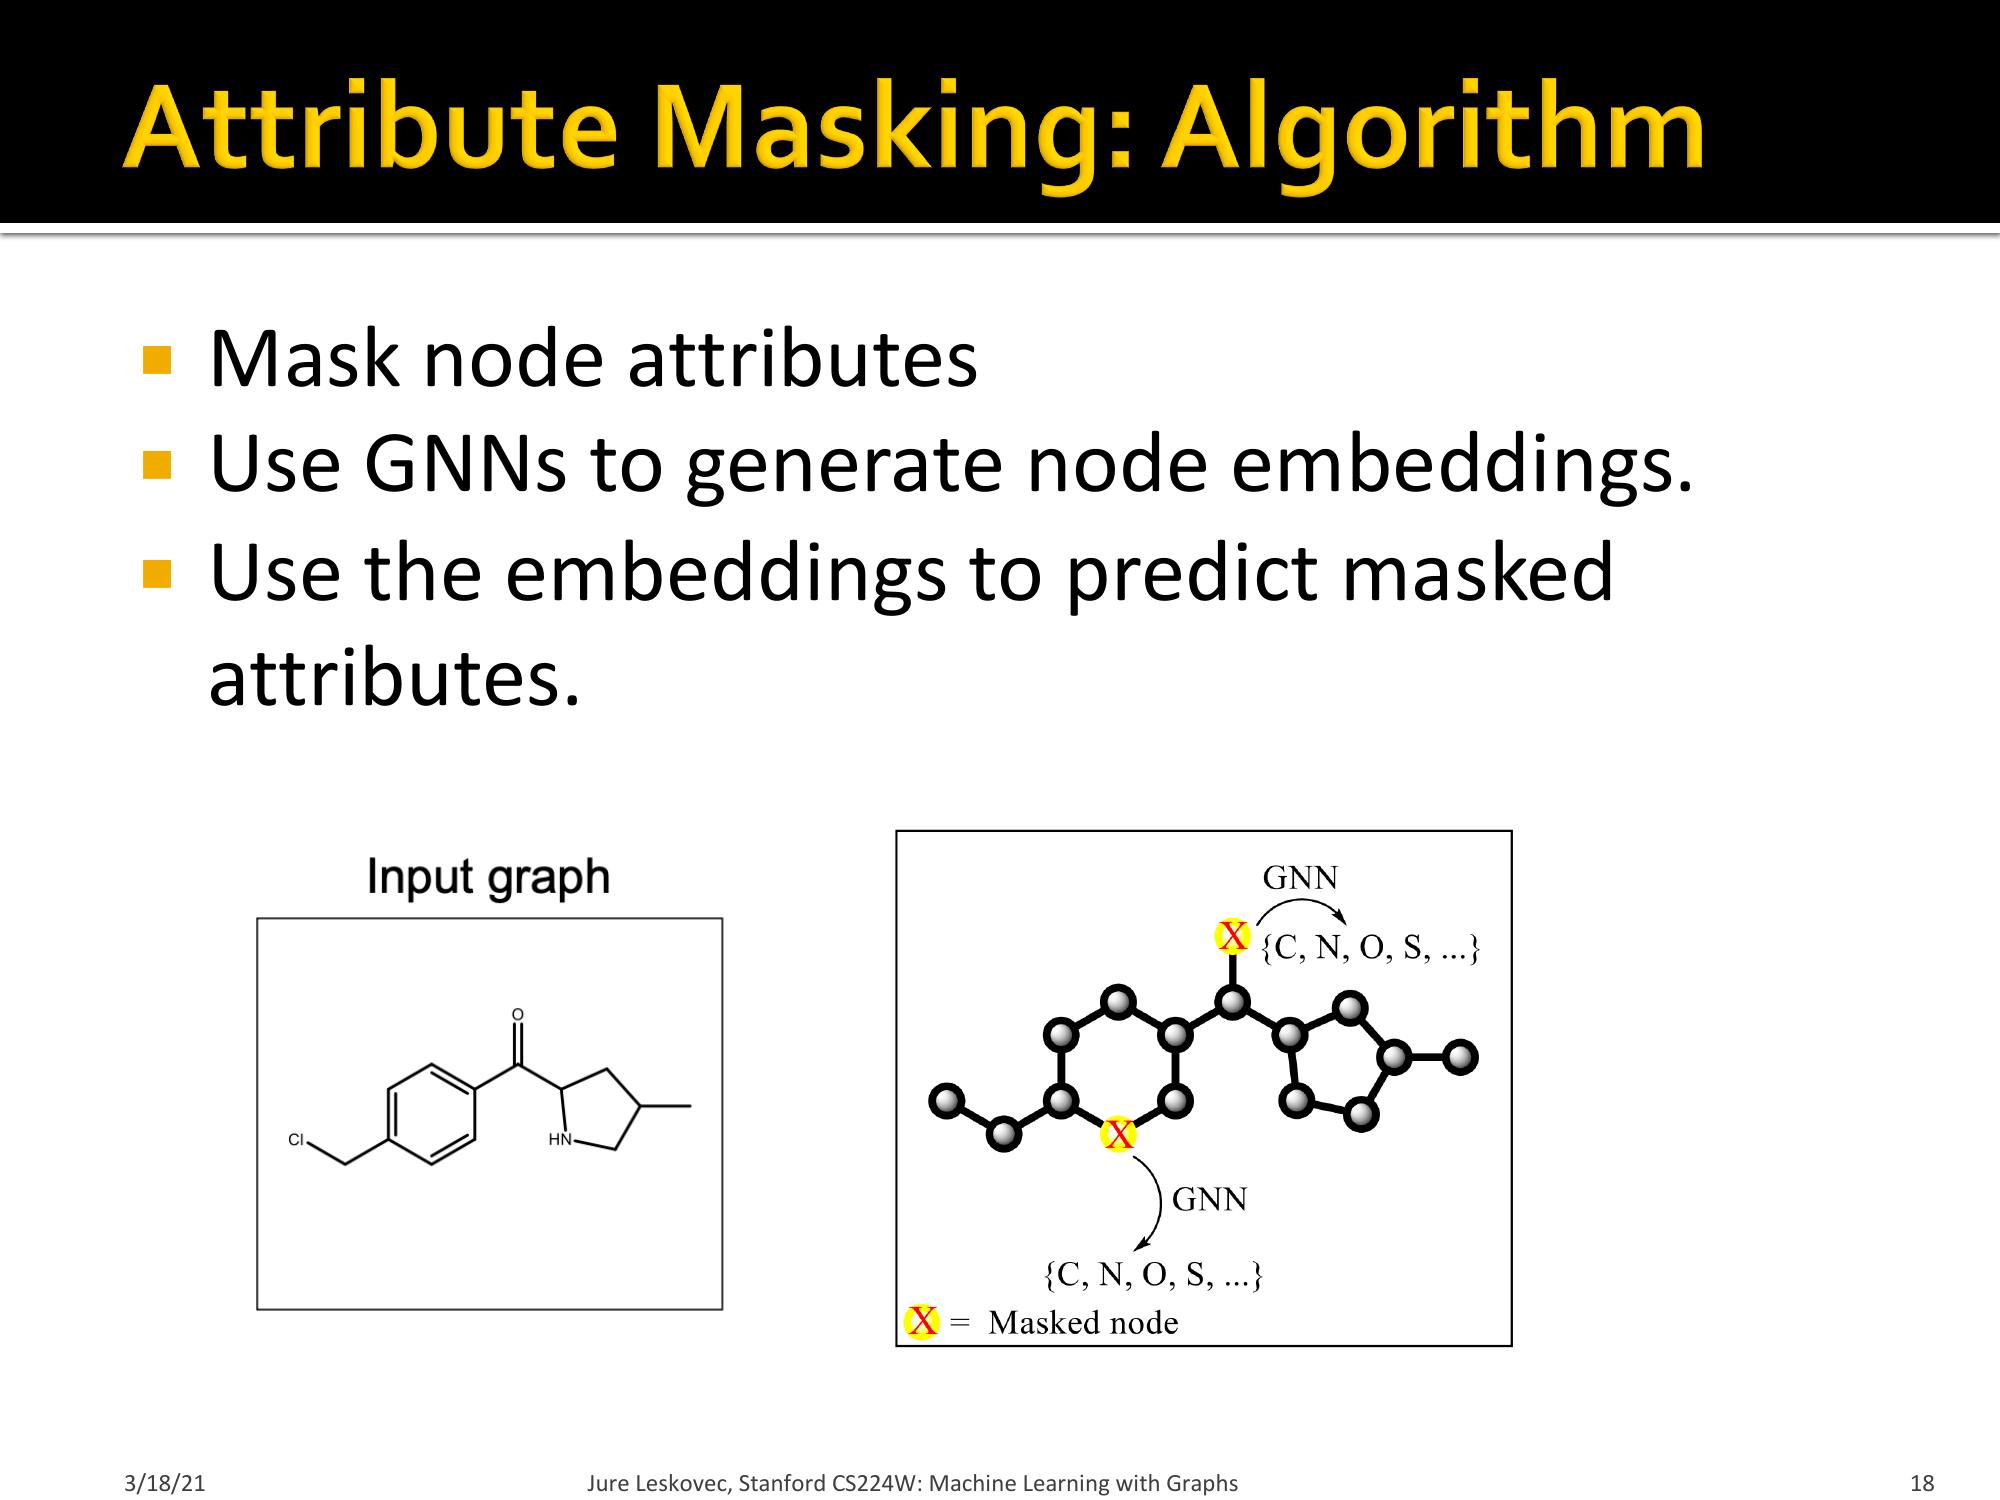 Attribute Masking: Algorithm
Mask node attributes
Use GNNs to generate node embeddings.
Use the embeddings to predict masked
attributes.
Input graph
O
Cl
HN
GNN
X {C, N, O, S, ...}
X
GNN
{C, N, O, S, ...}
X = Masked node
3/18/21
Jure Leskovec, Stanford CS224W: Machine Learning with Graphs
18